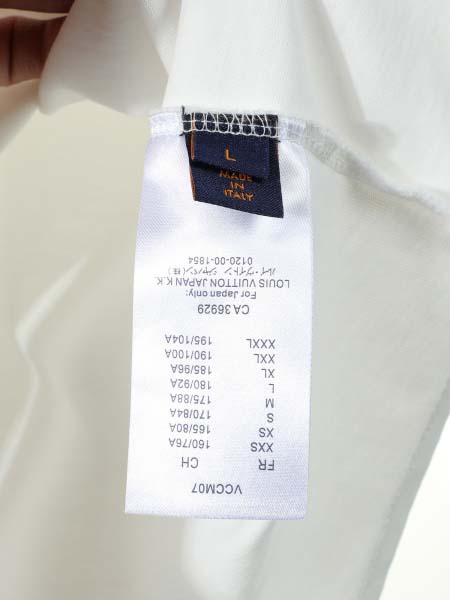 L
MADE
IN
ITALY
VCCM07
FR CH
XXS 160/76A
XS 165/80A
S 170/84A
M 175/88A
L 180/92A
XL 185/96A
XXL 190/100A
XXXL 195/104A
CA 36929
For Japan only:
LOUIS VUITTON JAPAN K.K.
ルイ・ヴィトン ジャパン(株)
0120-00-1854